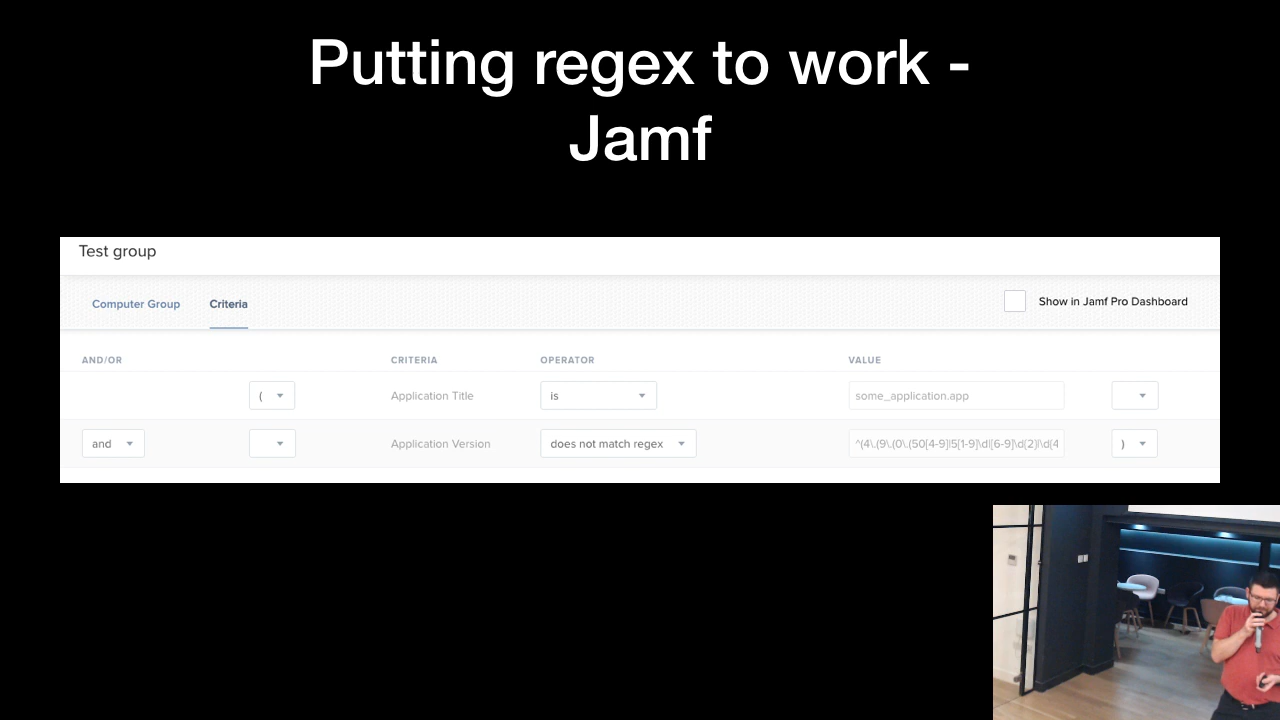 Putting regex to work -
Jamf
Test group
Computer Group Criteria Show in Jamf Pro Dashboard
AND/OR CRITERIA OPERATOR VALUE
( Application Title is some_application.app
and Application Version does not match regex ^(4\.(9\.(0\.(50[4-9]|5[1-9]\d|[6-9]\d{2}|\d{4 )